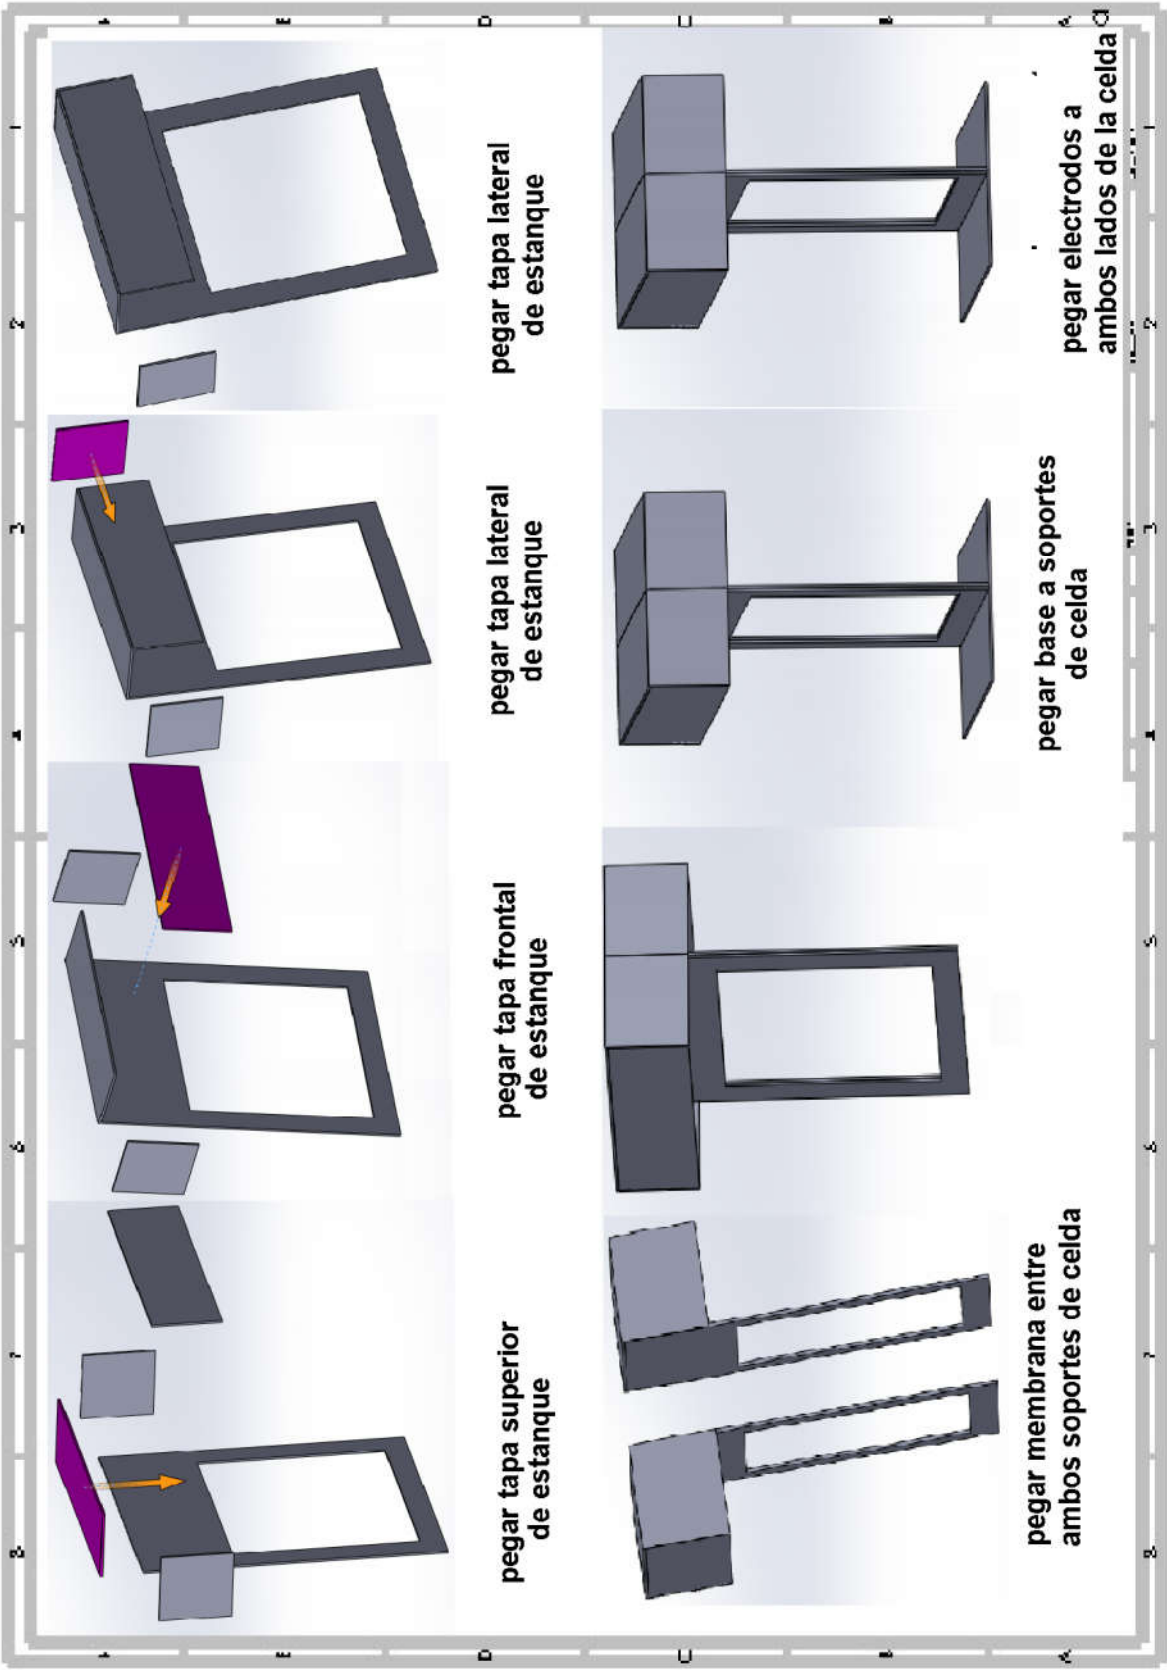 pegar tapa superior
de estanque
pegar tapa frontal
de estanque
pegar tapa lateral
de estanque
pegar tapa lateral
de estanque
pegar membrana entre
ambos soportes de celda
pegar base a soportes
de celda
pegar electrodos a
ambos lados de la celda